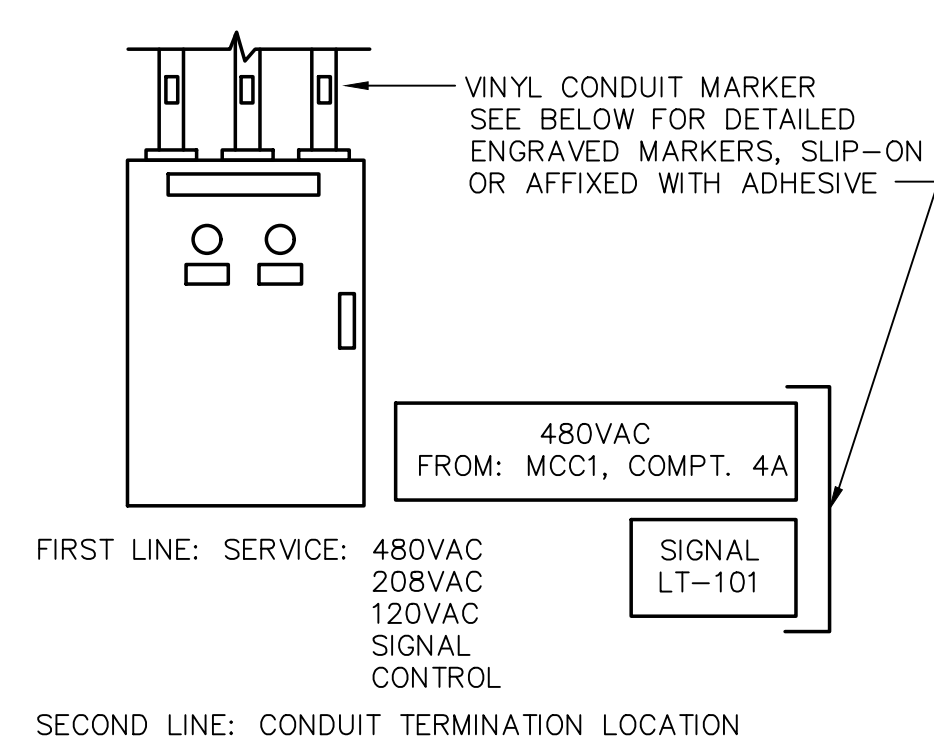 VINYL CONDUIT MARKER
SEE BELOW FOR DETAILED
ENGRAVED MARKERS, SLIP-ON
OR AFFIXED WITH ADHESIVE
480VAC
FROM: MCC1, COMPT. 4A
SIGNAL
LT-101
FIRST LINE: SERVICE: 480VAC
208VAC
120VAC
SIGNAL
CONTROL
SECOND LINE: CONDUIT TERMINATION LOCATION